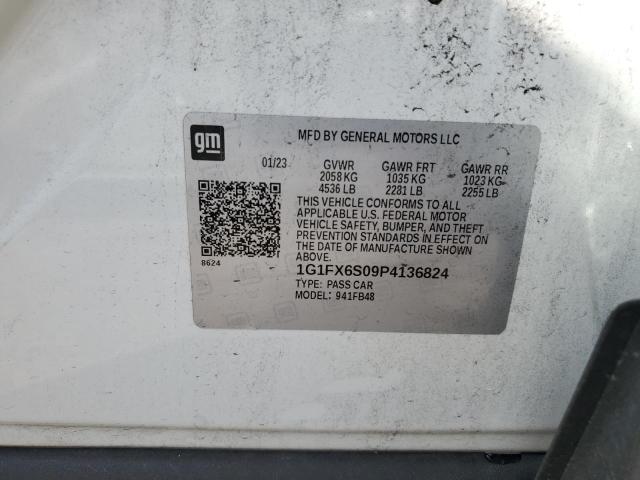 gm
MFD BY GENERAL MOTORS LLC
01/23 GVWR GAWR FRT GAWR RR
2058 KG 1035 KG 1023 KG
4536 LB 2281 LB 2255 LB
THIS VEHICLE CONFORMS TO ALL
APPLICABLE U.S. FEDERAL MOTOR
VEHICLE SAFETY, BUMPER, AND THEFT
PREVENTION STANDARDS IN EFFECT ON
THE DATE OF MANUFACTURE SHOWN
ABOVE.
8624
1G1FX6S09P4136824
TYPE: PASS CAR
MODEL: 941FB48